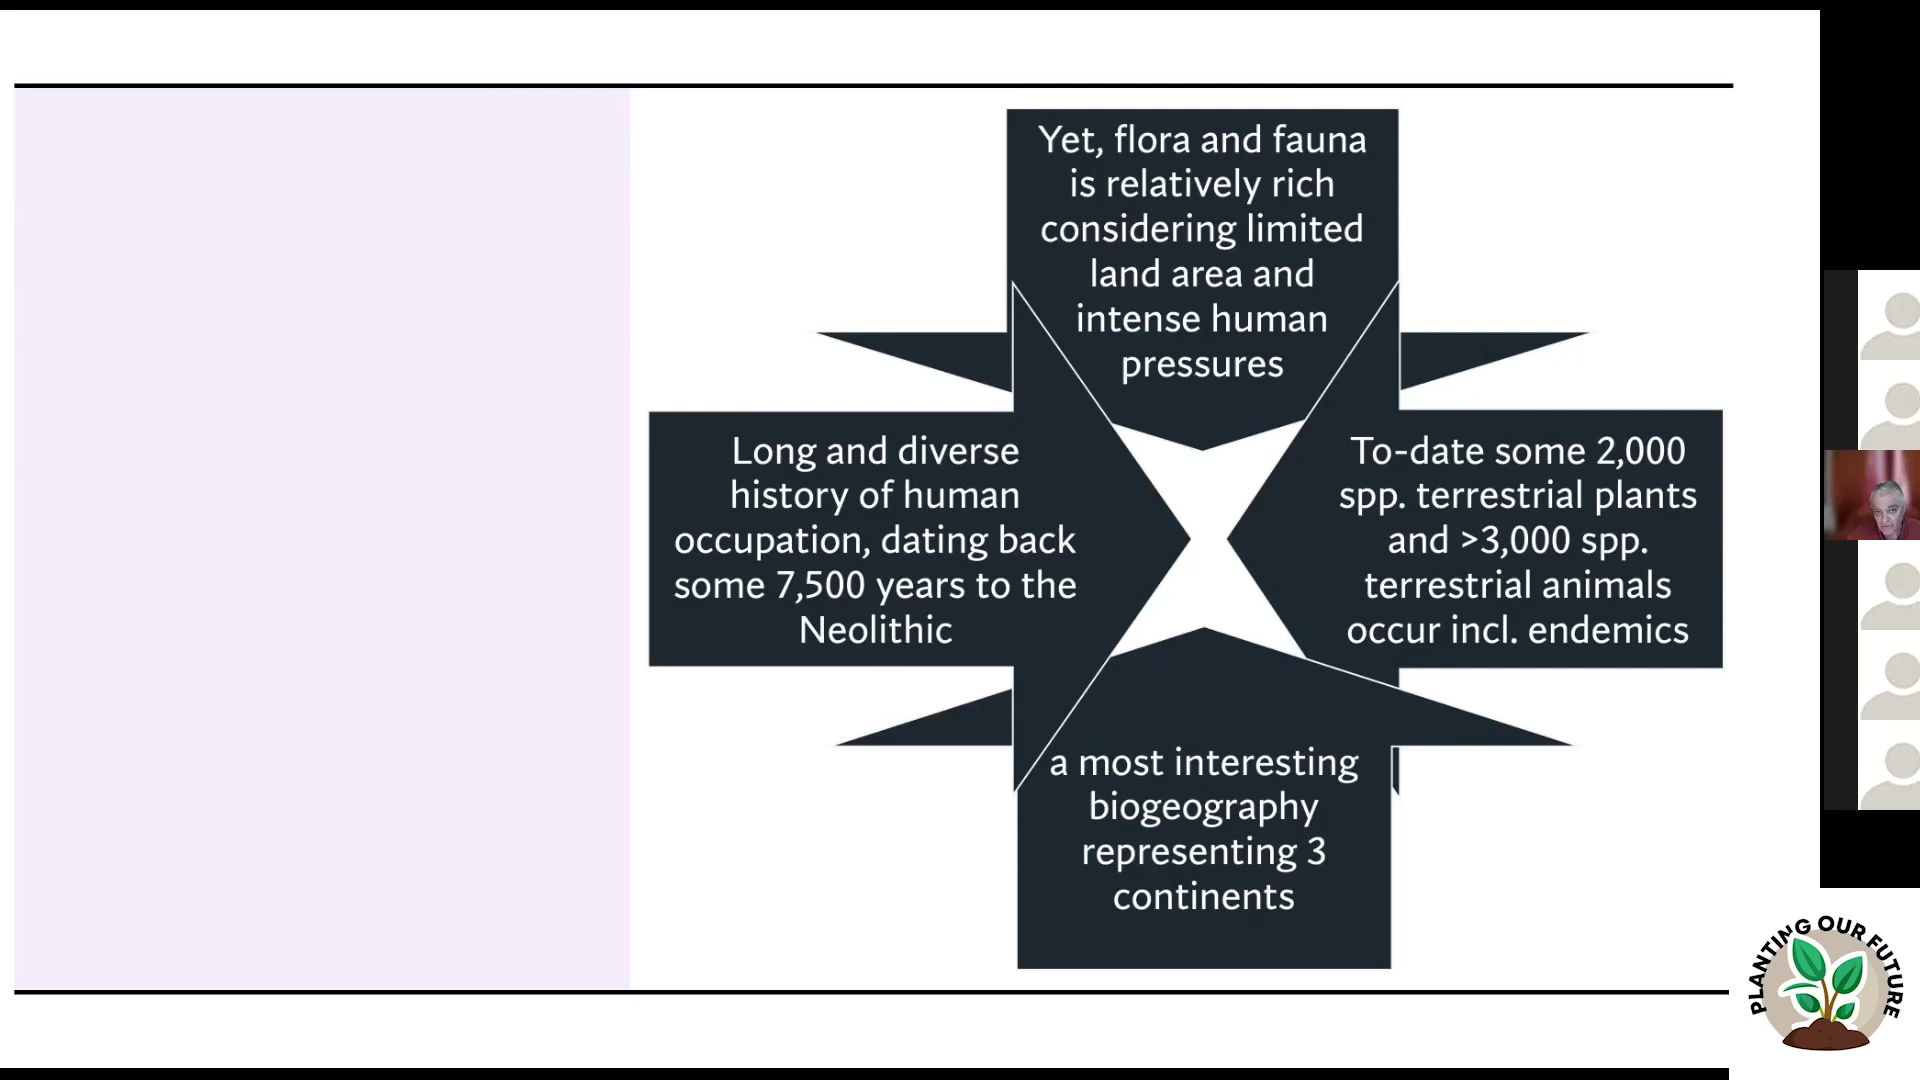 Yet, flora and fauna
is relatively rich
considering limited
land area and
intense human
pressures
Long and diverse
history of human
occupation, dating back
some 7,500 years to the
Neolithic
To-date some 2,000
spp. terrestrial plants
and >3,000 spp.
terrestrial animals
occur incl. endemics
a most interesting
biogeography
representing 3
continents
PLANTING OUR FUTURE